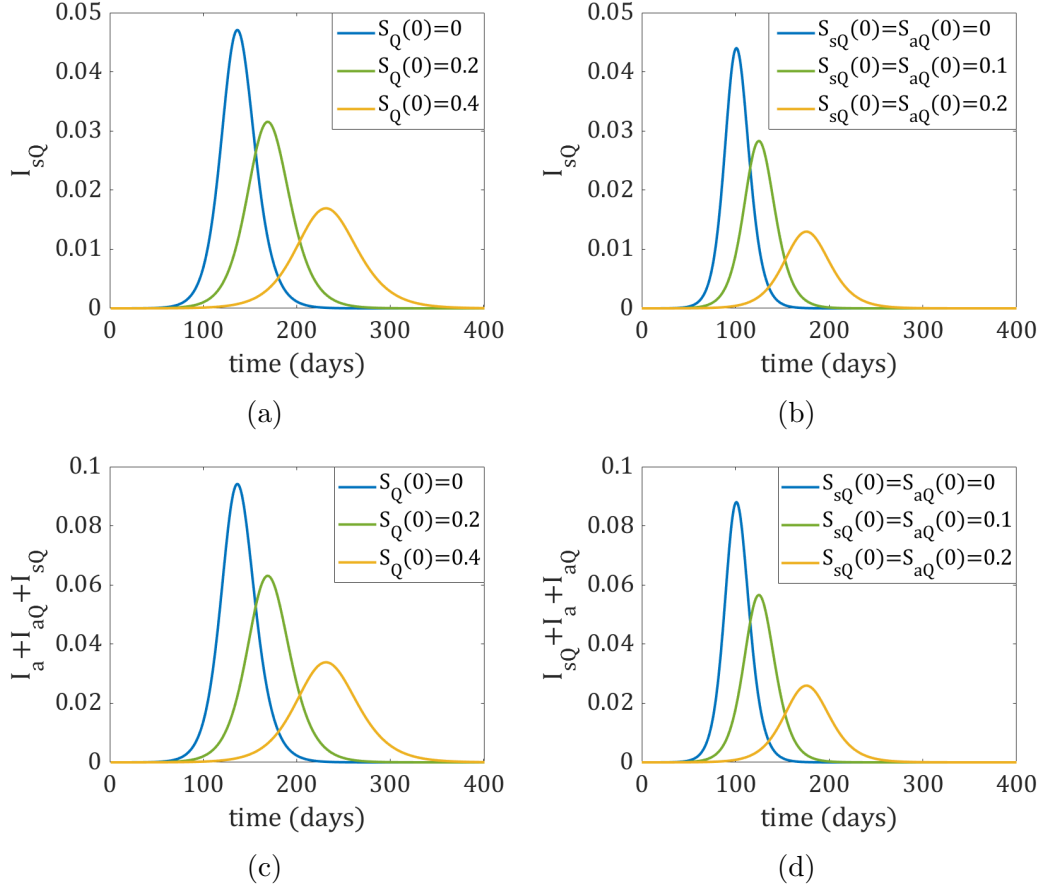 0.05
0.04
0.03
0.02
0.01
0
I_sQ
S_Q(0)=0
S_Q(0)=0.2
S_Q(0)=0.4
0 100 200 300 400
time (days)
(a)
0.05
0.04
0.03
0.02
0.01
0
I_sQ
S_sQ(0)=S_aQ(0)=0
S_sQ(0)=S_aQ(0)=0.1
S_sQ(0)=S_aQ(0)=0.2
0 100 200 300 400
time (days)
(b)
0.1
0.08
0.06
0.04
0.02
0
I_a+I_aQ+I_sQ
S_Q(0)=0
S_Q(0)=0.2
S_Q(0)=0.4
0 100 200 300 400
time (days)
(c)
0.1
0.08
0.06
0.04
0.02
0
I_sQ+I_a+I_aQ
S_sQ(0)=S_aQ(0)=0
S_sQ(0)=S_aQ(0)=0.1
S_sQ(0)=S_aQ(0)=0.2
0 100 200 300 400
time (days)
(d)